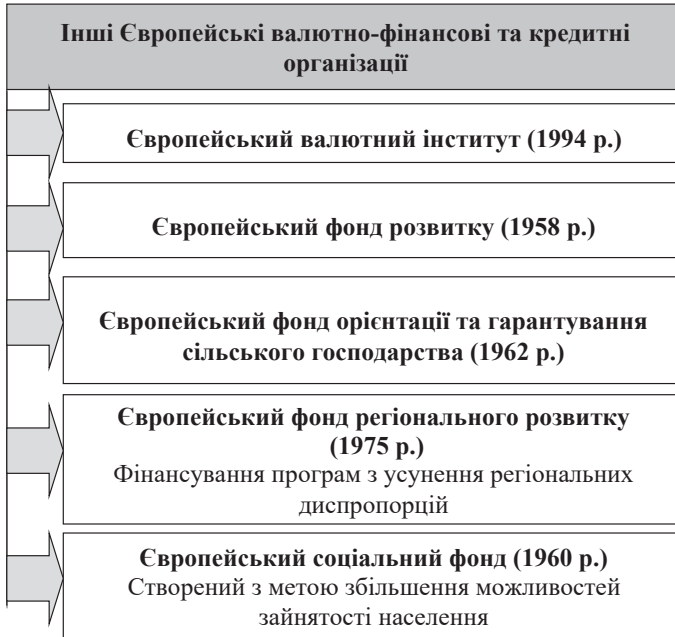 Інші Європейські валютно-фінансові та кредитні
організації
Європейський валютний інститут (1994 р.)
Європейський фонд розвитку (1958 р.)
Європейський фонд орієнтації та гарантування
сільського господарства (1962 р.)
Європейський фонд регіонального розвитку
(1975 р.)
Фінансування програм з усунення регіональних
диспропорцій
Європейський соціальний фонд (1960 р.)
Створений з метою збільшення можливостей
зайнятості населення